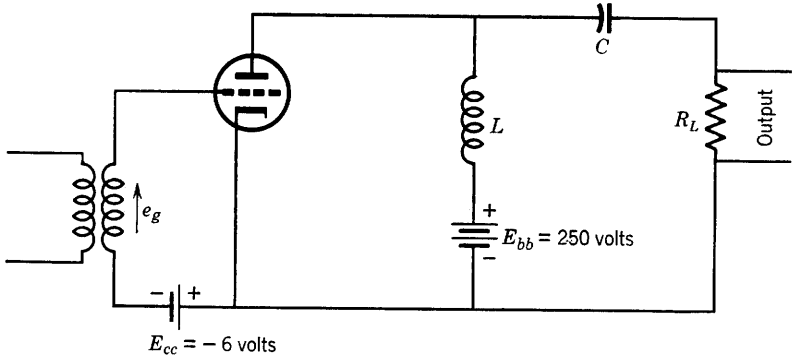 C
L
R_L
Output
e_g
+
E_bb = 250 volts
−
− +
E_cc = − 6 volts